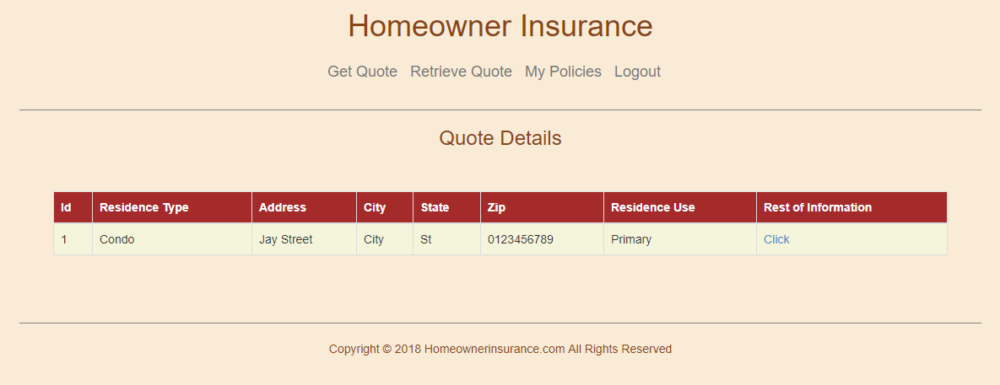 Homeowner Insurance
Get Quote Retrieve Quote My Policies Logout
Quote Details
Id Residence Type Address City State Zip Residence Use Rest of Information
1 Condo Jay Street City St 0123456789 Primary Click
Copyright © 2018 Homeownerinsurance.com All Rights Reserved